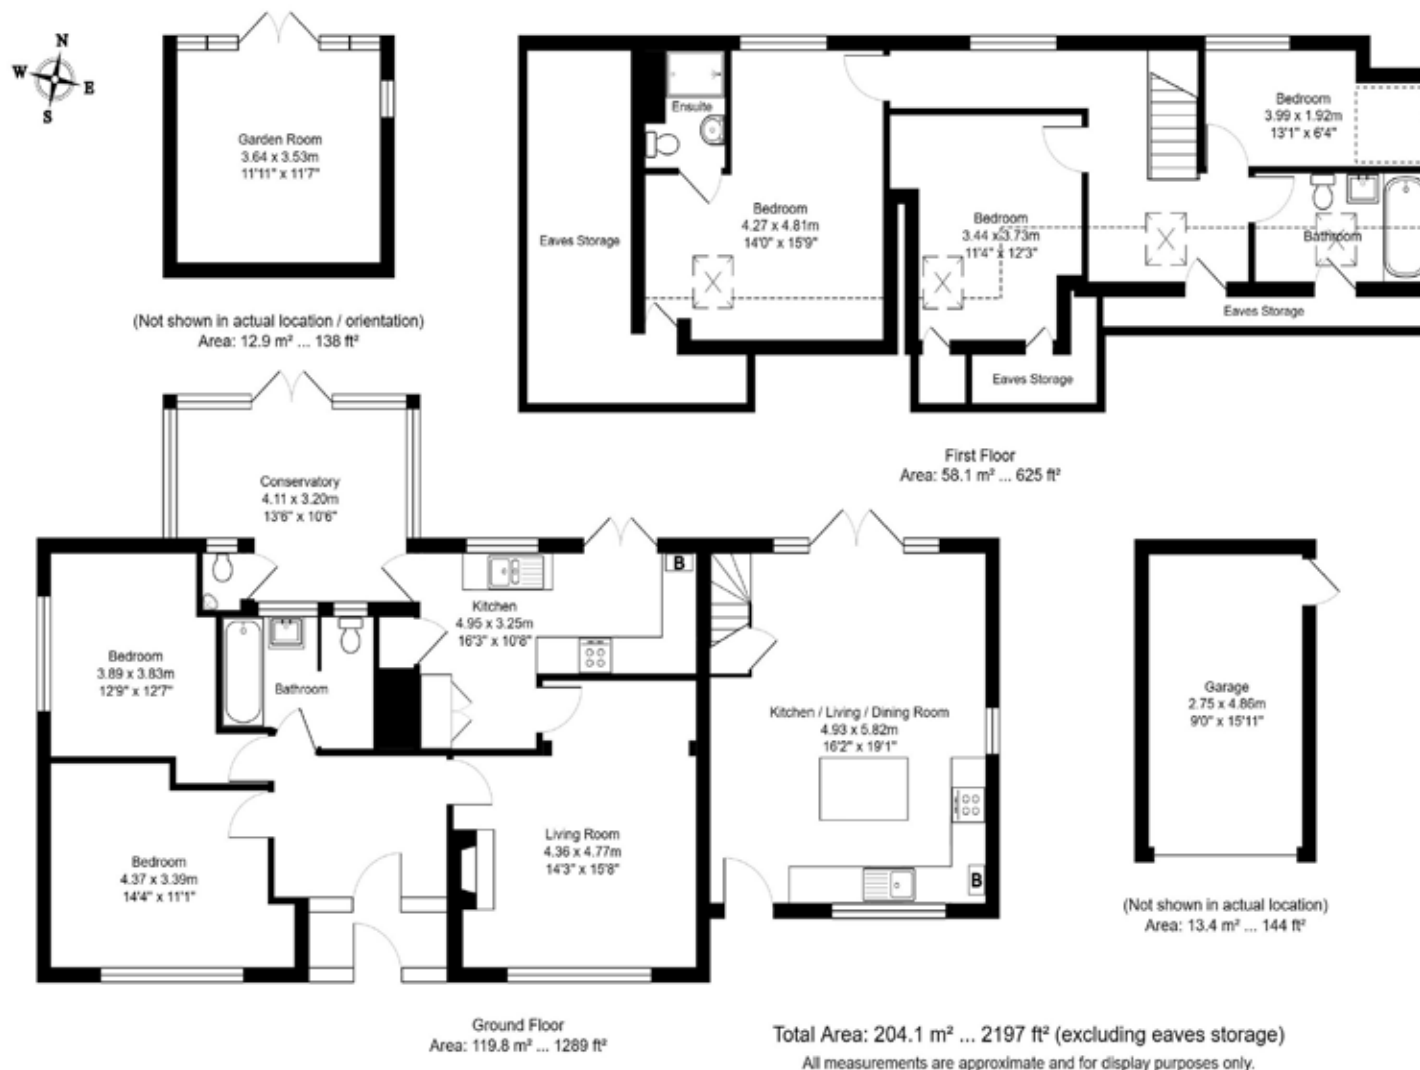 N
W
E
S
Garden Room
3.64 x 3.53m
11'11" x 11'7"
(Not shown in actual location / orientation)
Area: 12.9 m² ... 138 ft²
Eaves Storage
Ensuite
Bedroom
4.27 x 4.81m
14'0" x 15'9"
Bedroom
3.44 x 3.73m
11'4" x 12'3"
Bedroom
3.99 x 1.92m
13'1" x 6'4"
Bathroom
Eaves Storage
Eaves Storage
First Floor
Area: 58.1 m² ... 625 ft²
Conservatory
4.11 x 3.20m
13'6" x 10'6"
B
Kitchen
4.95 x 3.25m
16'3" x 10'8"
Bedroom
3.89 x 3.83m
12'9" x 12'7"
Bathroom
Bedroom
4.37 x 3.39m
14'4" x 11'1"
Living Room
4.36 x 4.77m
14'3" x 15'8"
Kitchen / Living / Dining Room
4.93 x 5.82m
16'2" x 19'1"
B
Ground Floor
Area: 119.8 m² ... 1289 ft²
Garage
2.75 x 4.86m
9'0" x 15'11"
(Not shown in actual location)
Area: 13.4 m² ... 144 ft²
Total Area: 204.1 m² ... 2197 ft² (excluding eaves storage)
All measurements are approximate and for display purposes only.